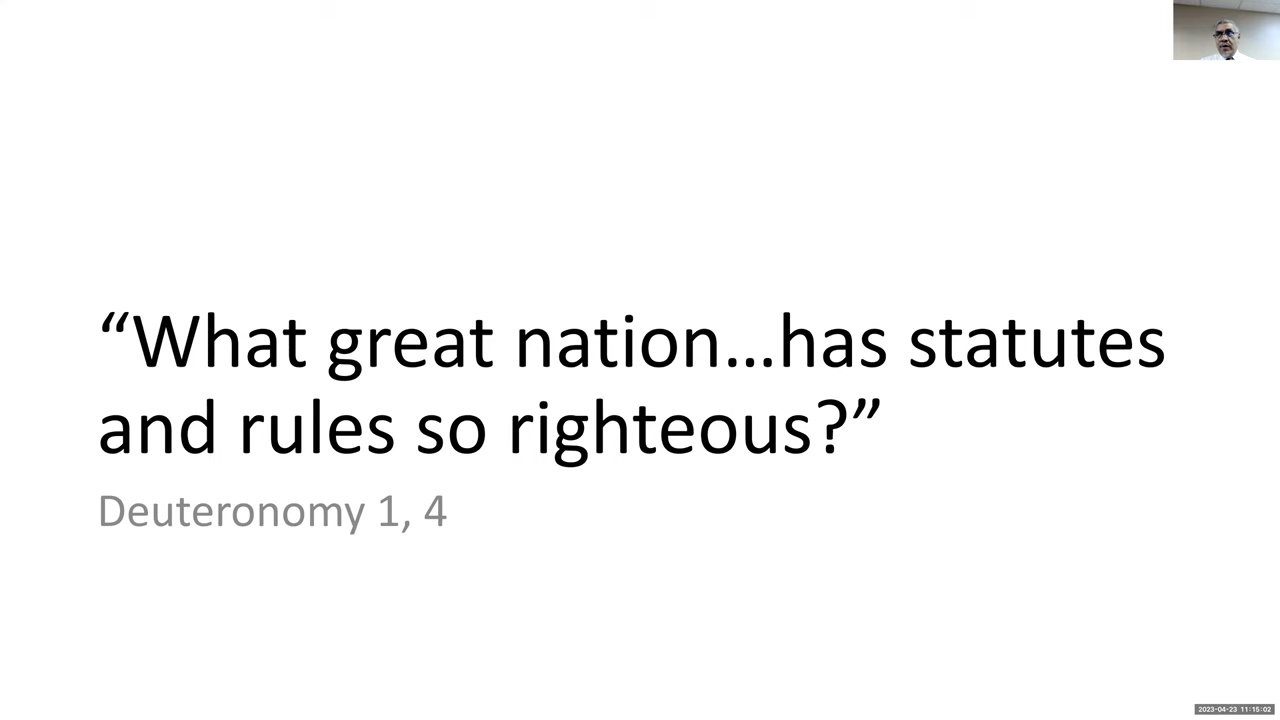 “What great nation…has statutes
and rules so righteous?”
Deuteronomy 1, 4
2023-04-23 11:15:02